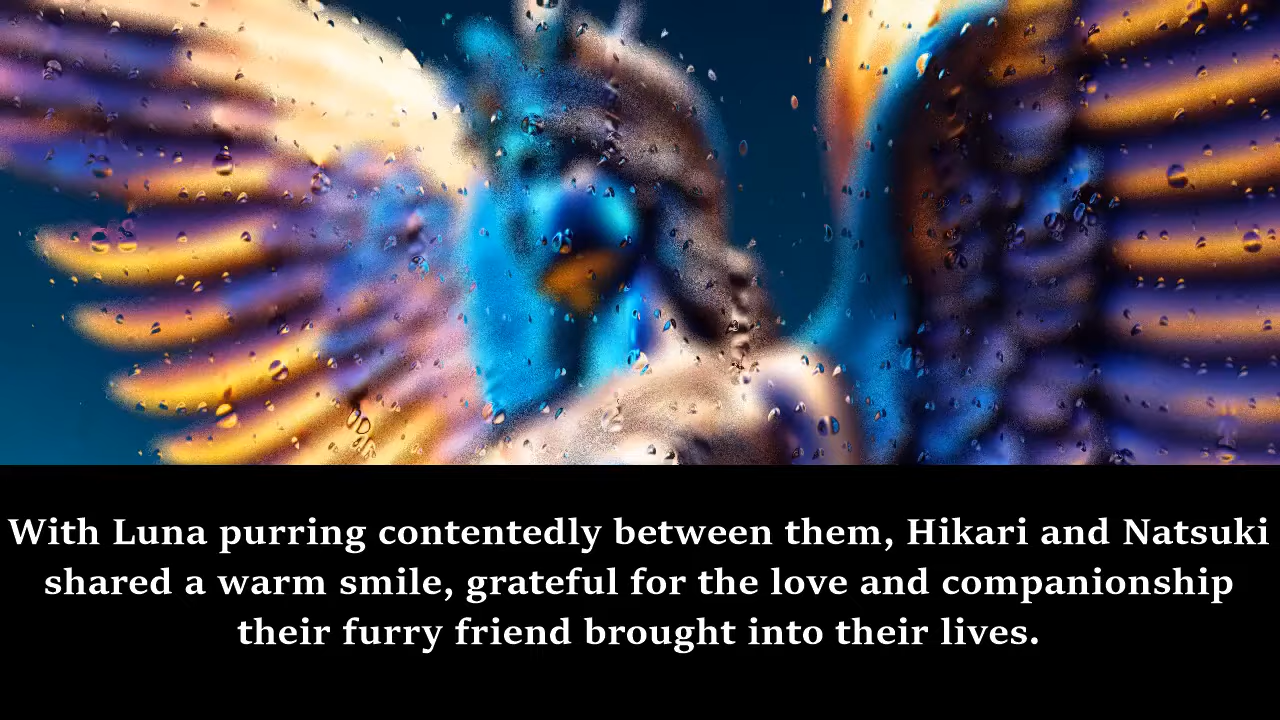 With Luna purring contentedly between them, Hikari and Natsuki
shared a warm smile, grateful for the love and companionship
their furry friend brought into their lives.